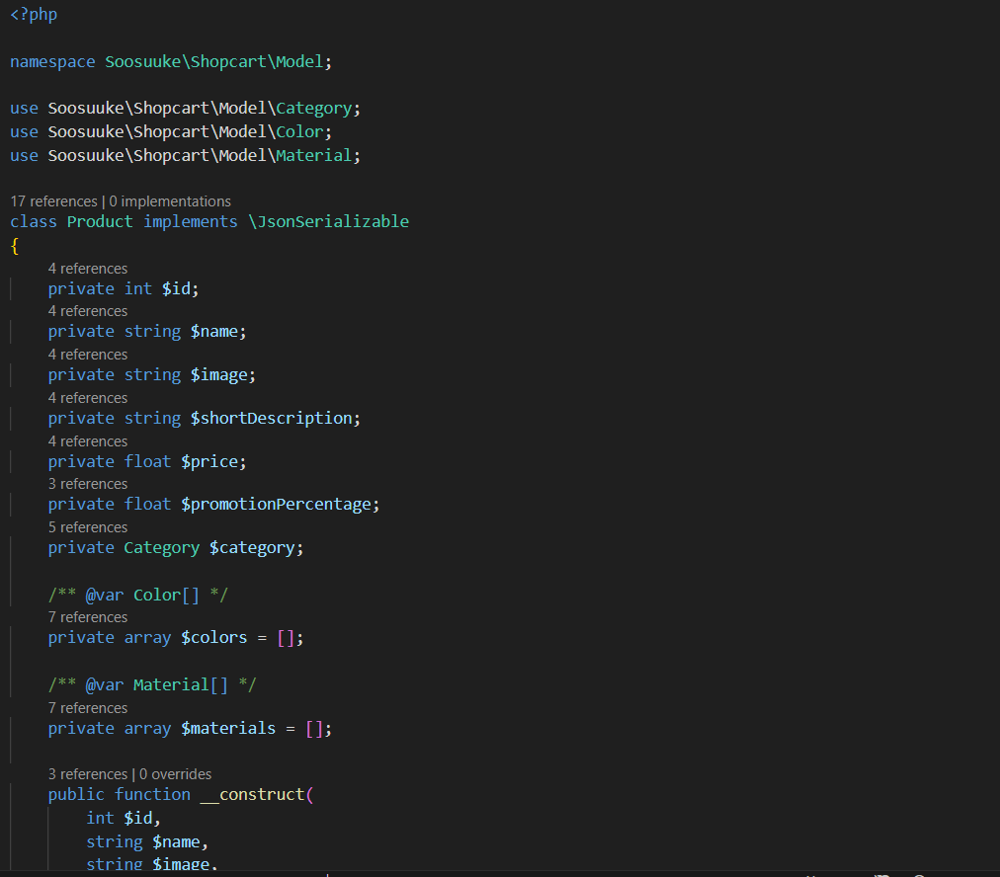 <?php
namespace Soosuuke\Shopcart\Model;
use Soosuuke\Shopcart\Model\Category;
use Soosuuke\Shopcart\Model\Color;
use Soosuuke\Shopcart\Model\Material;
17 references | 0 implementations
class Product implements \JsonSerializable
{
4 references
private int $id;
4 references
private string $name;
4 references
private string $image;
4 references
private string $shortDescription;
4 references
private float $price;
3 references
private float $promotionPercentage;
5 references
private Category $category;
/** @var Color[] */
7 references
private array $colors = [];
/** @var Material[] */
7 references
private array $materials = [];
3 references | 0 overrides
public function __construct(
int $id,
string $name,
string $image,